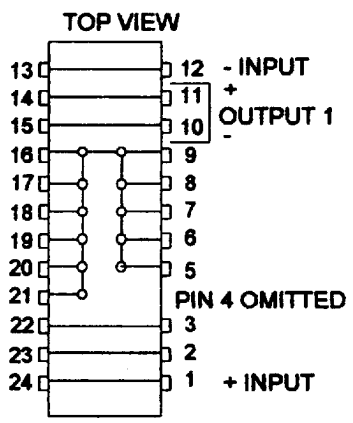 TOP VIEW
13 12 - INPUT
14 11 +
15 10 - OUTPUT 1
16 9
17 8
18 7
19 6
20 5
21 PIN 4 OMITTED
22 3
23 2
24 1 + INPUT